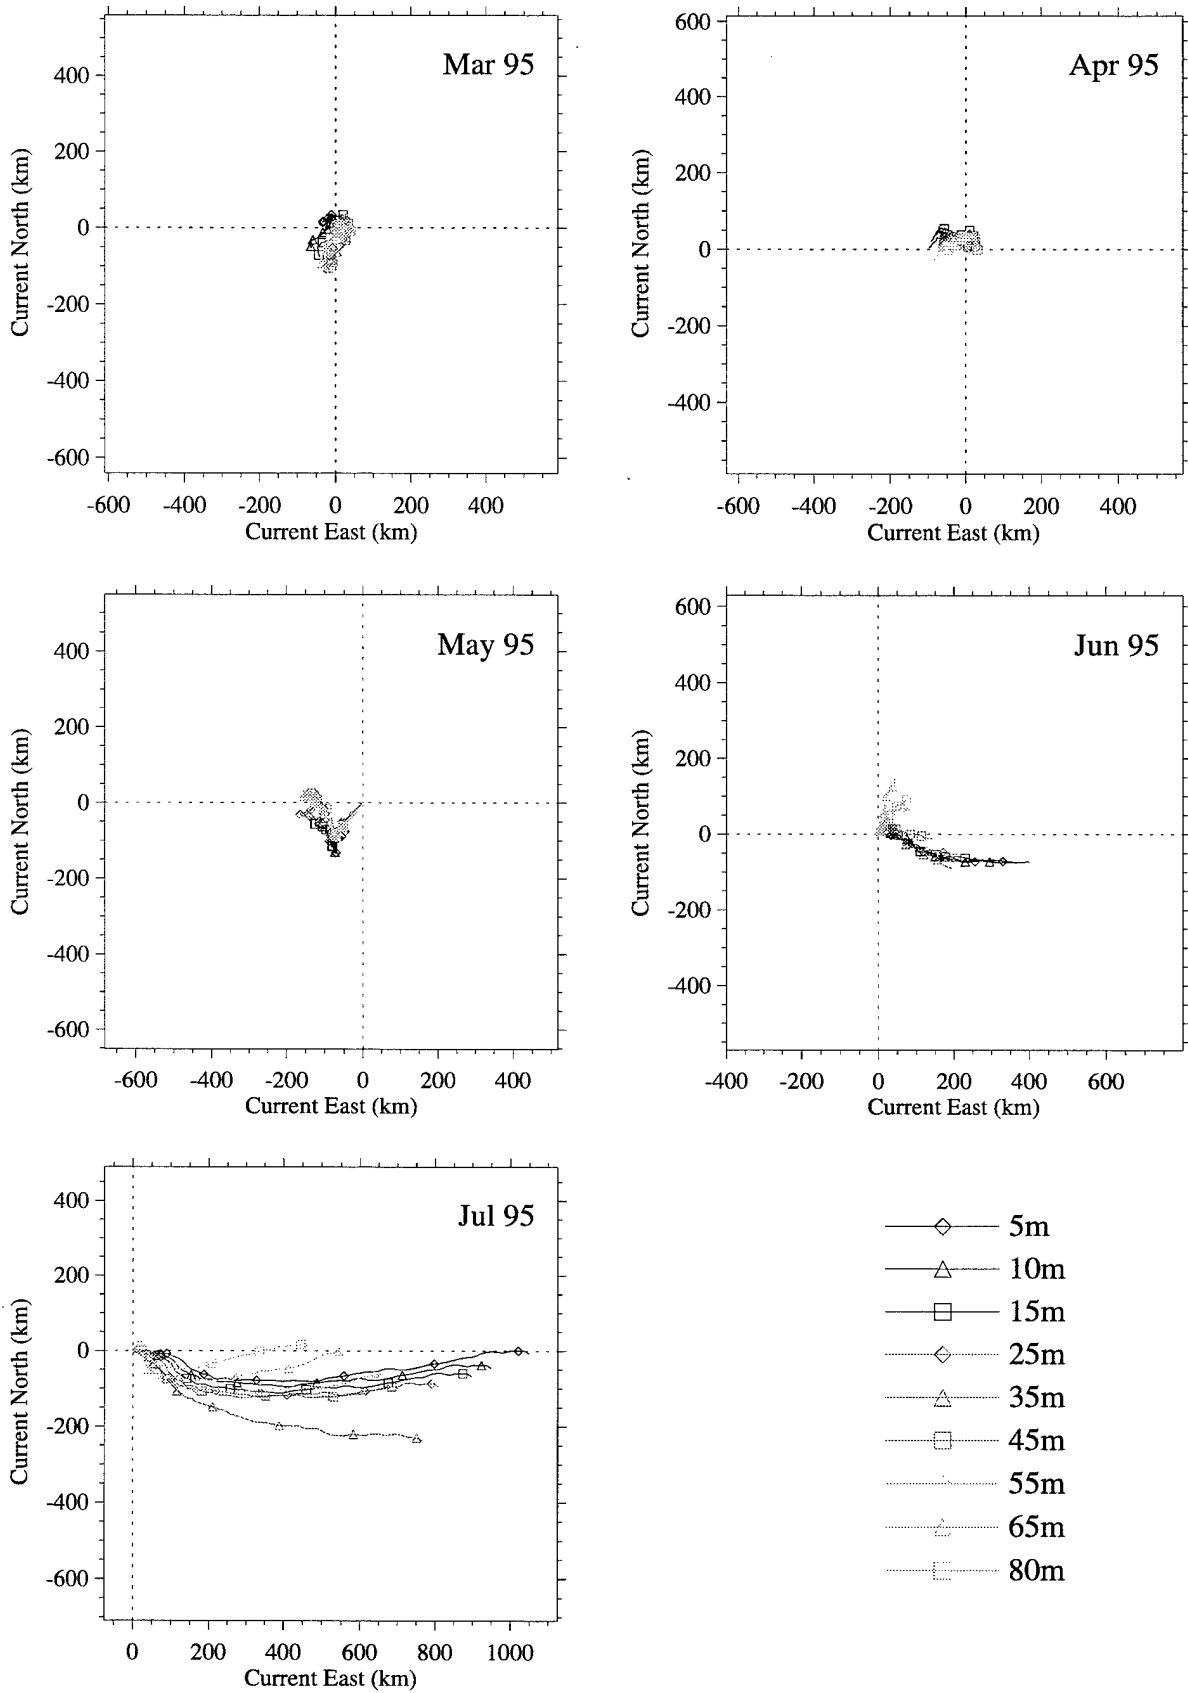 Mar 95
400
200
0
-200
-400
-600
Current North (km)
-600 -400 -200 0 200 400
Current East (km)
Apr 95
600
400
200
0
-200
-400
Current North (km)
-600 -400 -200 0 200 400
Current East (km)
May 95
400
200
0
-200
-400
-600
Current North (km)
-600 -400 -200 0 200 400
Current East (km)
Jun 95
600
400
200
0
-200
-400
Current North (km)
-400 -200 0 200 400 600
Current East (km)
Jul 95
400
200
0
-200
-400
-600
Current North (km)
0 200 400 600 800 1000
Current East (km)
5m
10m
15m
25m
35m
45m
55m
65m
80m